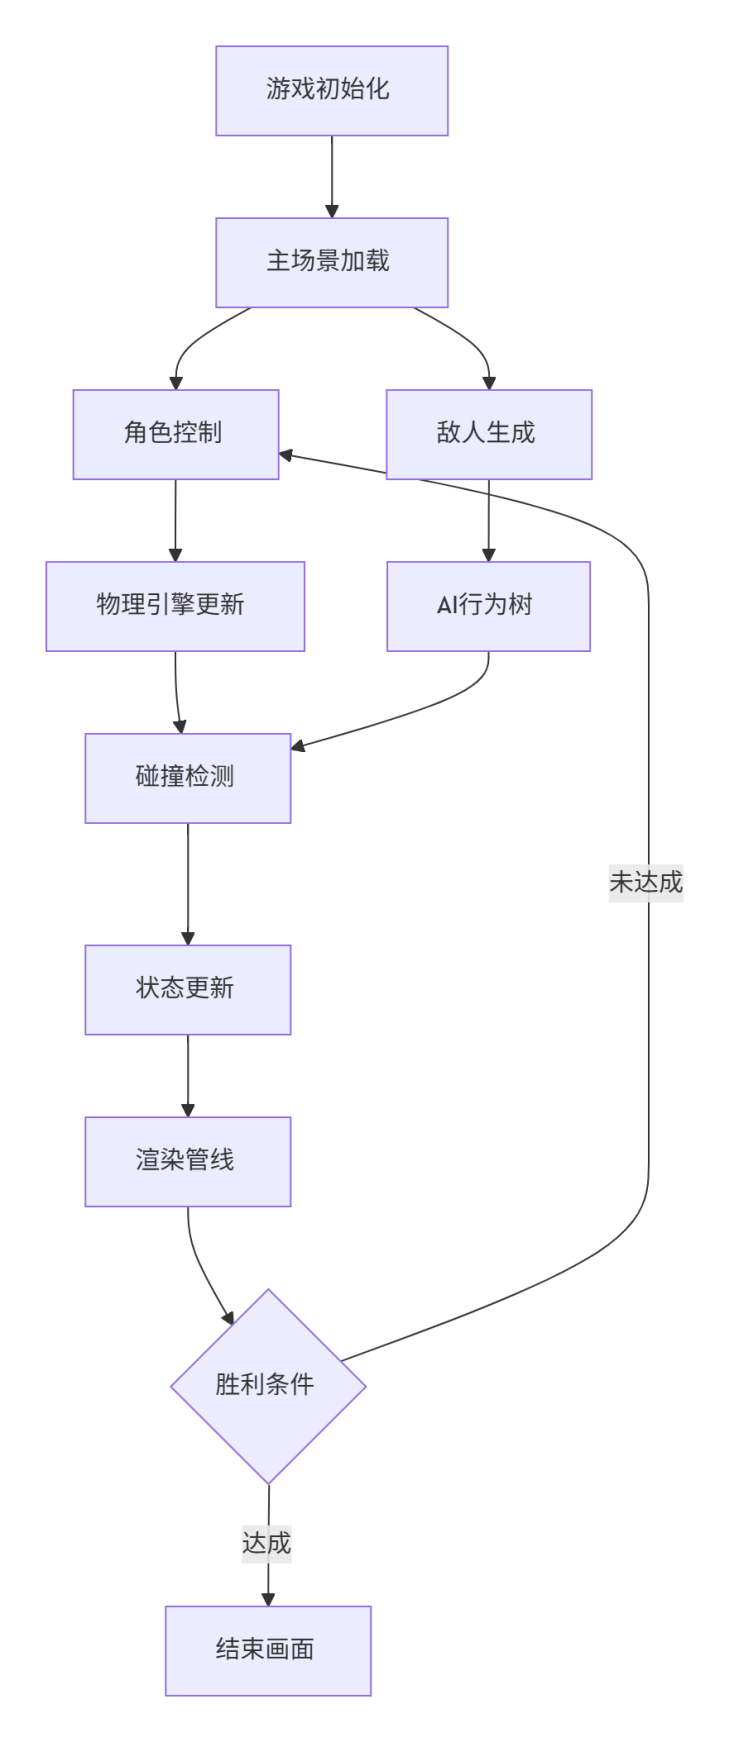 游戏初始化
主场景加载
角色控制
敌人生成
物理引擎更新
AI行为树
碰撞检测
未达成
状态更新
渲染管线
胜利条件
达成
结束画面